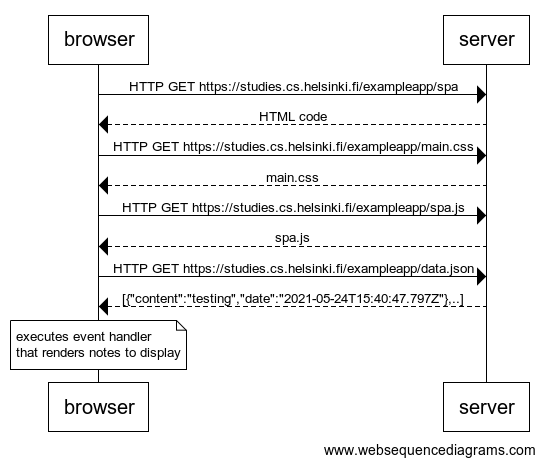 browser
server
HTTP GET https://studies.cs.helsinki.fi/exampleapp/spa
HTML code
HTTP GET https://studies.cs.helsinki.fi/exampleapp/main.css
main.css
HTTP GET https://studies.cs.helsinki.fi/exampleapp/spa.js
spa.js
HTTP GET https://studies.cs.helsinki.fi/exampleapp/data.json
[{"content":"testing","date":"2021-05-24T15:40:47.797Z"},...]
executes event handler
that renders notes to display
browser
server
www.websequencediagrams.com